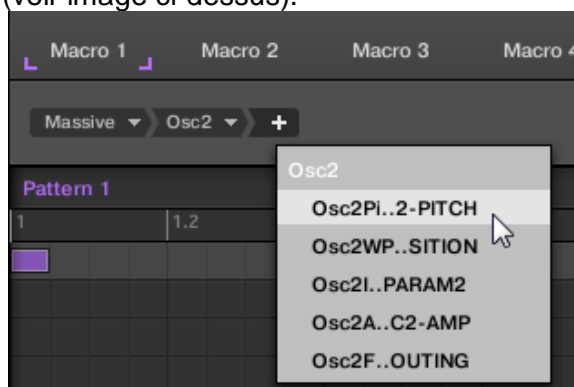 (voir image ci-dessus).
Macro 1 Macro 2 Macro 3 Macro 4
Massive Osc2 +
Osc2
Pattern 1
Osc2Pi..2-PITCH
1 1.2
Osc2WP..SITION
Osc2I..PARAM2
Osc2A..C2-AMP
Osc2F..OUTING